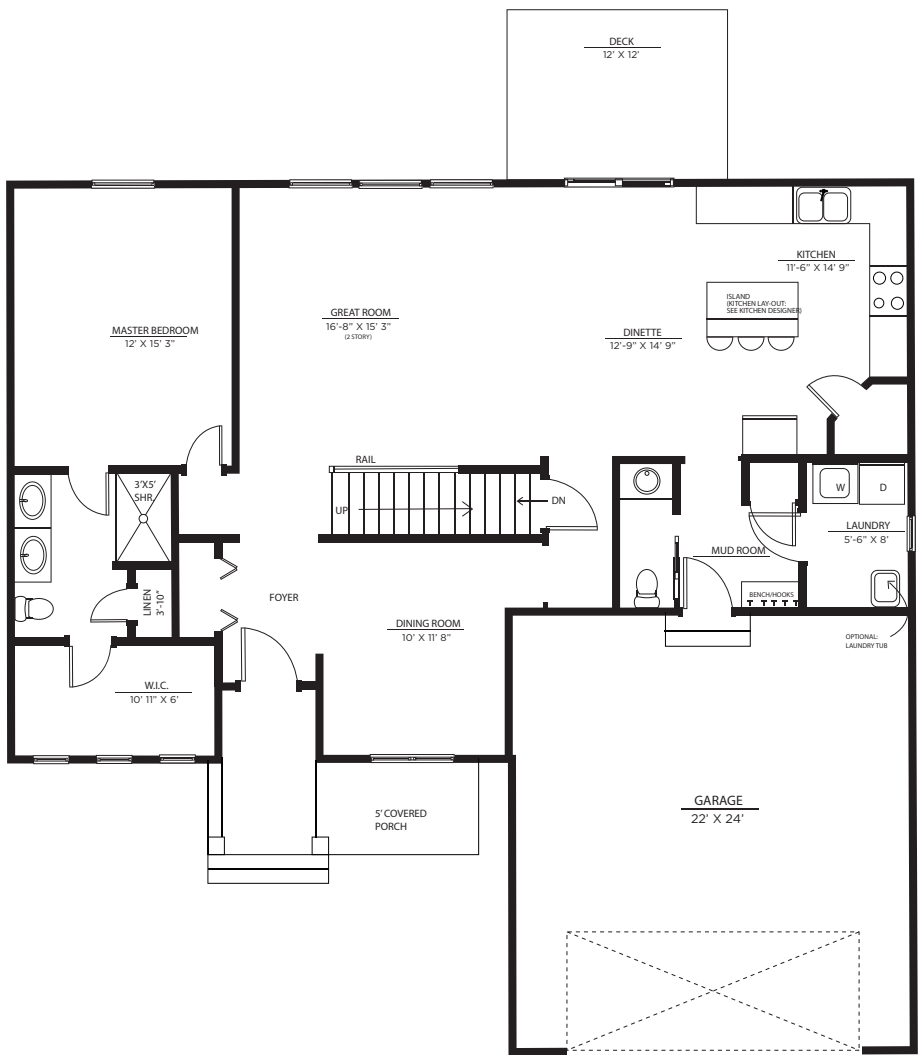 DECK
12' X 12'
KITCHEN
11'-6" X 14' 9"
ISLAND
(KITCHEN LAY-OUT:
SEE KITCHEN DESIGNER)
GREAT ROOM
16'-8" X 15' 3"
(2 STORY)
MASTER BEDROOM
12' X 15' 3"
DINETTE
12'-9" X 14' 9"
RAIL
3'X5'
SHR.
UP
DN
W
D
LAUNDRY
5'-6" X 8'
MUD ROOM
LINEN
3'-10"
FOYER
BENCH/HOOKS
DINING ROOM
10' X 11' 8"
OPTIONAL:
LAUNDRY TUB
W.I.C.
10' 11" X 6'
5' COVERED
PORCH
GARAGE
22' X 24'